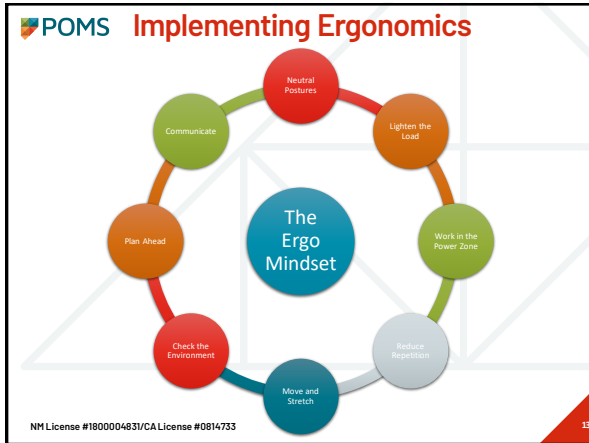 POMS Implementing Ergonomics
Neutral
Postures
Lighten the
Load
Work in the
Power Zone
Reduce
Repetition
Move and
Stretch
Check the
Environment
Plan Ahead
Communicate
The
Ergo
Mindset
NM License #1800004831/CA License #0814733
13